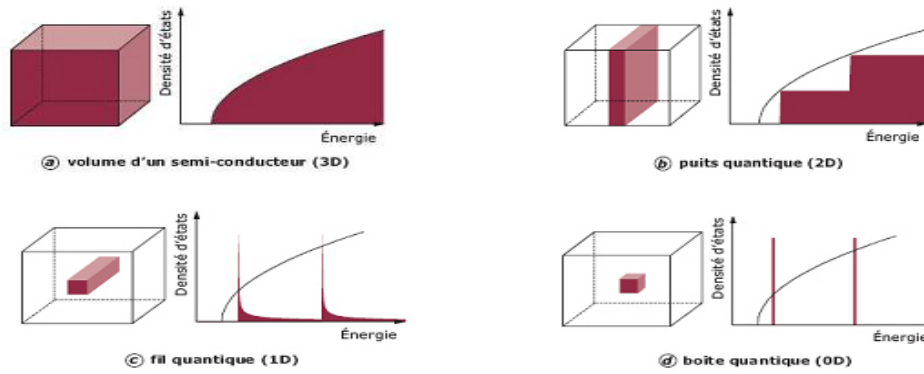 Densité d'états
Énergie
ⓐ volume d'un semi-conducteur (3D)
Densité d'états
Énergie
ⓑ puits quantique (2D)
Densité d'états
Énergie
ⓒ fil quantique (1D)
Densité d'états
Énergie
ⓓ boîte quantique (0D)